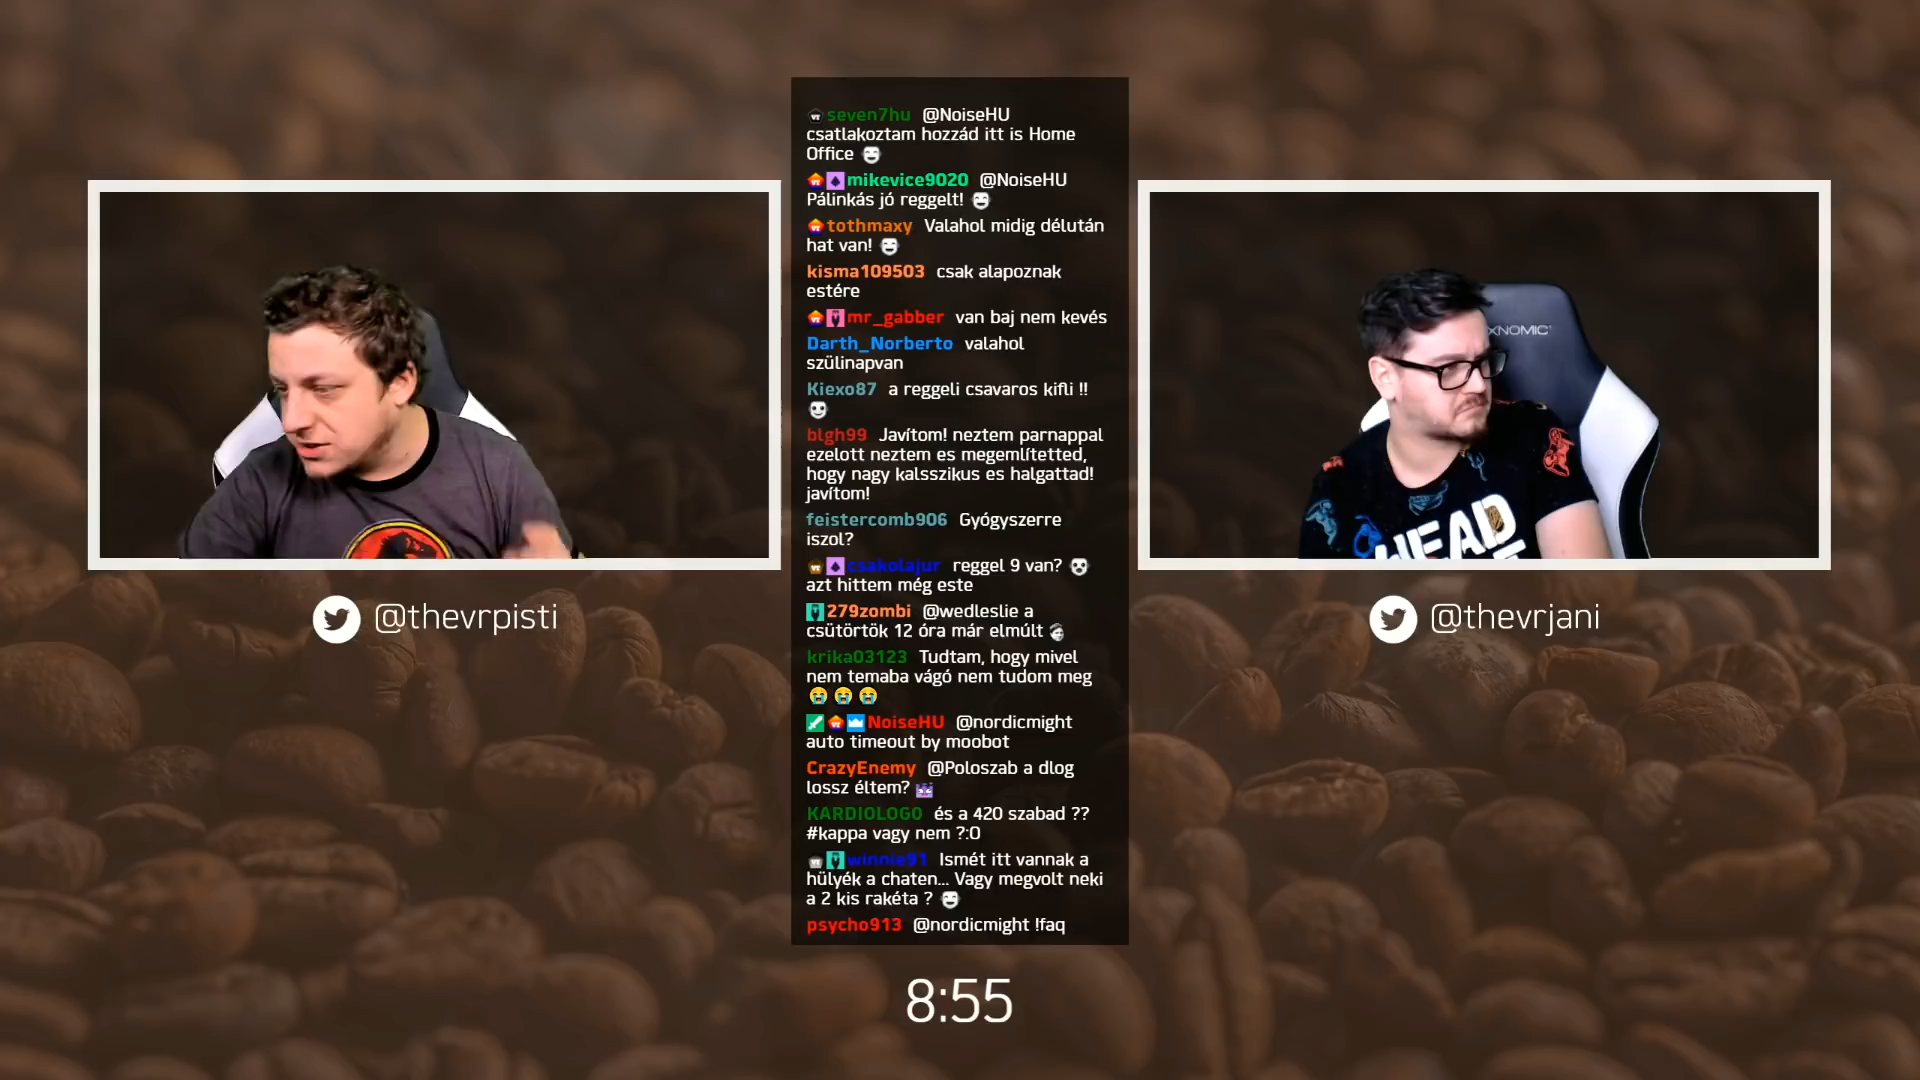 seven7hu @NoiseHU
csatlakoztam hozzád itt is Home
Office
mikevice9020 @NoiseHU
Pálinkás jó reggelt!
tothmaxy Valahol midig délután
hat van!
kisma109503 csak alapoznak
estére
mr_gabber van baj nem kevés
Darth_Norberto valahol
szülinapvan
Kiexo87 a reggeli csavaros kifli !!
blgh99 Javítom! neztem parnappal
ezelott neztem es megemlítetted,
hogy nagy kalsszikus es halgattad!
javítom!
feistercomb906 Gyógyszerre
iszol?
csakolajur reggel 9 van?
azt hittem még este
279zombi @wedleslie a
csütörtök 12 óra már elmúlt
krika03123 Tudtam, hogy mivel
nem temaba vágó nem tudom meg
NoiseHU @nordicmight
auto timeout by moobot
CrazyEnemy @Poloszab a dlog
lossz éltem?
KARDIOLOGO és a 420 szabad ??
#kappa vagy nem ?:O
winnie91 Ismét itt vannak a
hülyék a chaten... Vagy megvolt neki
a 2 kis rakéta ?
psycho913 @nordicmight !faq
@thevrpisti
XNOMIC
HEAD
@thevrjani
8:55